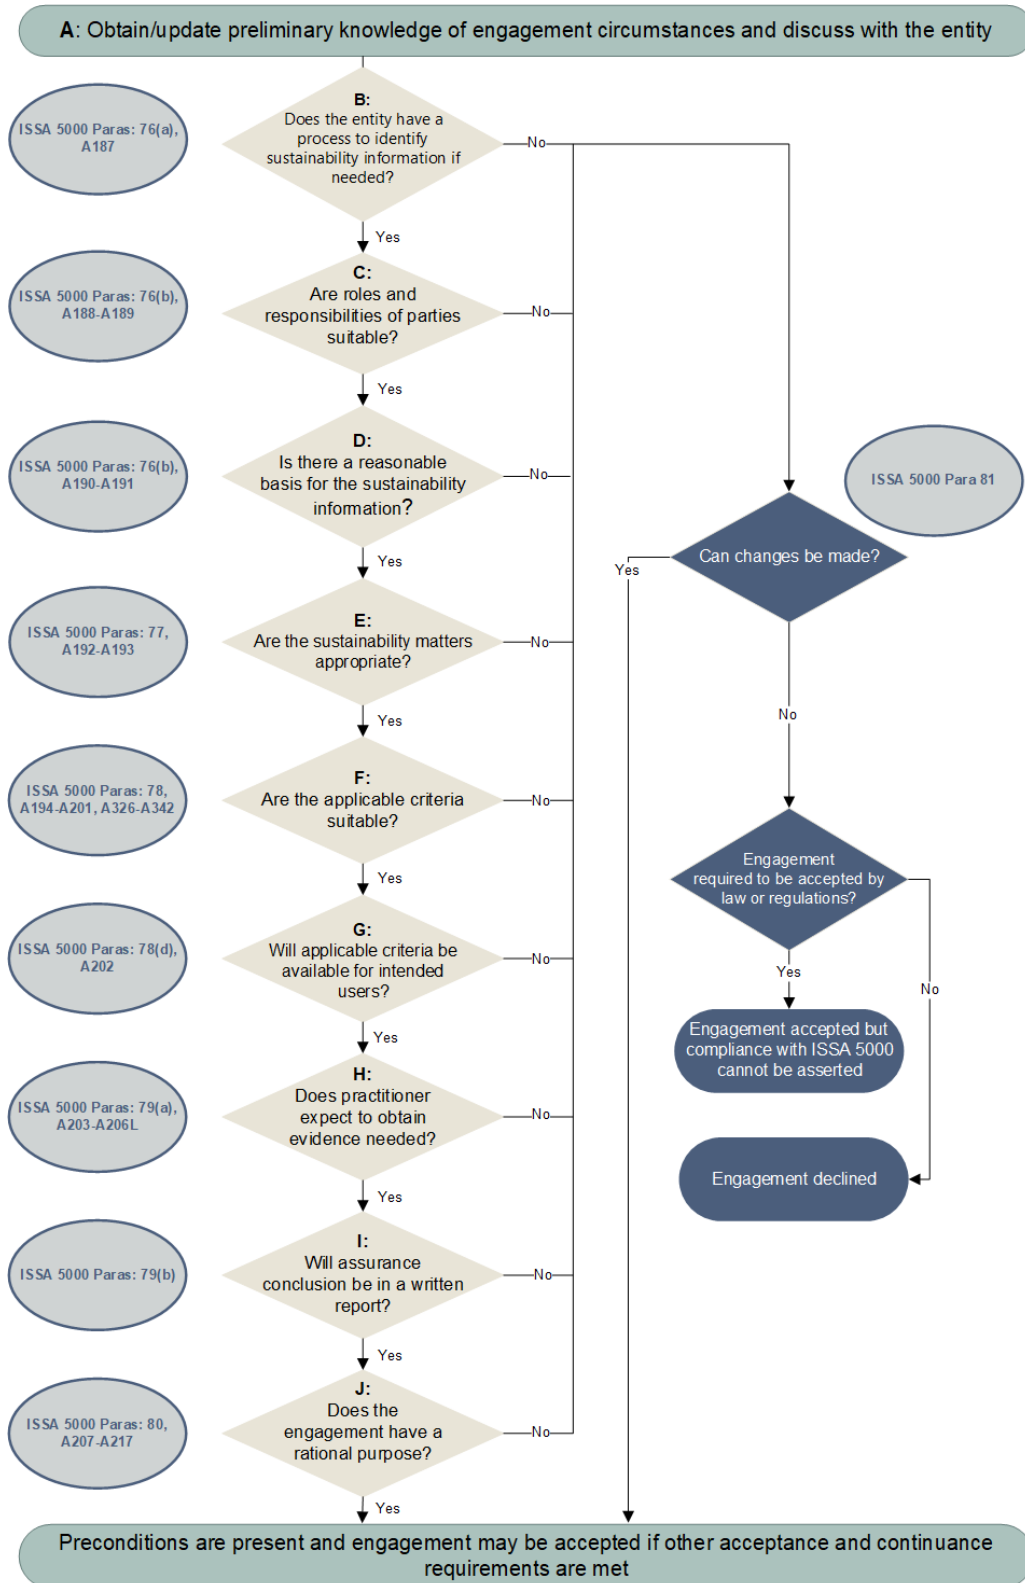 A: Obtain/update preliminary knowledge of engagement circumstances and discuss with the entity
ISSA 5000 Paras: 76(a),
A187
B:
Does the entity have a
process to identify
sustainability information if
needed?
No
Yes
ISSA 5000 Paras: 76(b),
A188-A189
C:
Are roles and
responsibilities of parties
suitable?
No
Yes
ISSA 5000 Paras: 76(b),
A190-A191
D:
Is there a reasonable
basis for the sustainability
information?
No
Yes
ISSA 5000 Para 81
Can changes be made?
Yes
No
ISSA 5000 Paras: 77,
A192-A193
E:
Are the sustainability matters
appropriate?
No
Yes
ISSA 5000 Paras: 78,
A194-A201, A326-A342
F:
Are the applicable criteria
suitable?
No
Yes
Engagement
required to be accepted by
law or regulations?
Yes
No
ISSA 5000 Paras: 78(d),
A202
G:
Will applicable criteria be
available for intended
users?
No
Yes
Engagement accepted but
compliance with ISSA 5000
cannot be asserted
ISSA 5000 Paras: 79(a),
A203-A206L
H:
Does practitioner
expect to obtain
evidence needed?
No
Yes
Engagement declined
ISSA 5000 Paras: 79(b)
I:
Will assurance
conclusion be in a written
report?
No
Yes
ISSA 5000 Paras: 80,
A207-A217
J:
Does the
engagement have a
rational purpose?
No
Yes
Preconditions are present and engagement may be accepted if other acceptance and continuance
requirements are met